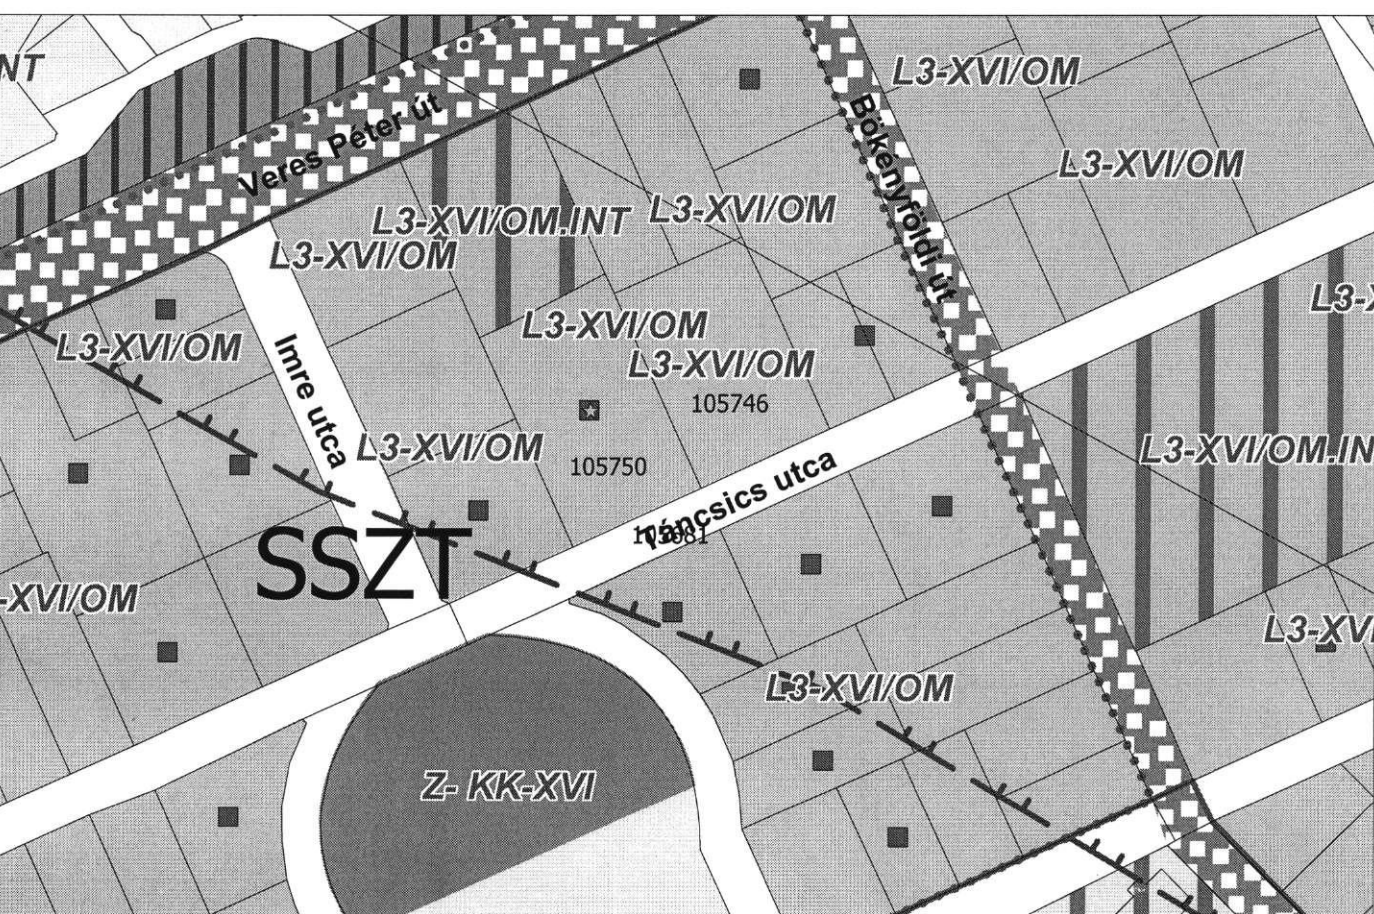 NT
L3-XVI/OM
Veres Péter út
Bökényföldi út
L3-XVI/OM
L3-XVI/OM.INT
L3-XVI/OM
L3-XVI/OM
L3-X
L3-XVI/OM
L3-XVI/OM
Imre utca
L3-XVI/OM
105746
L3-XVI/OM
L3-XVI/OM.IN
105750
Táncsics utca
SSZT
-XVI/OM
L3-XVI
L3-XVI/OM
Z- KK-XVI